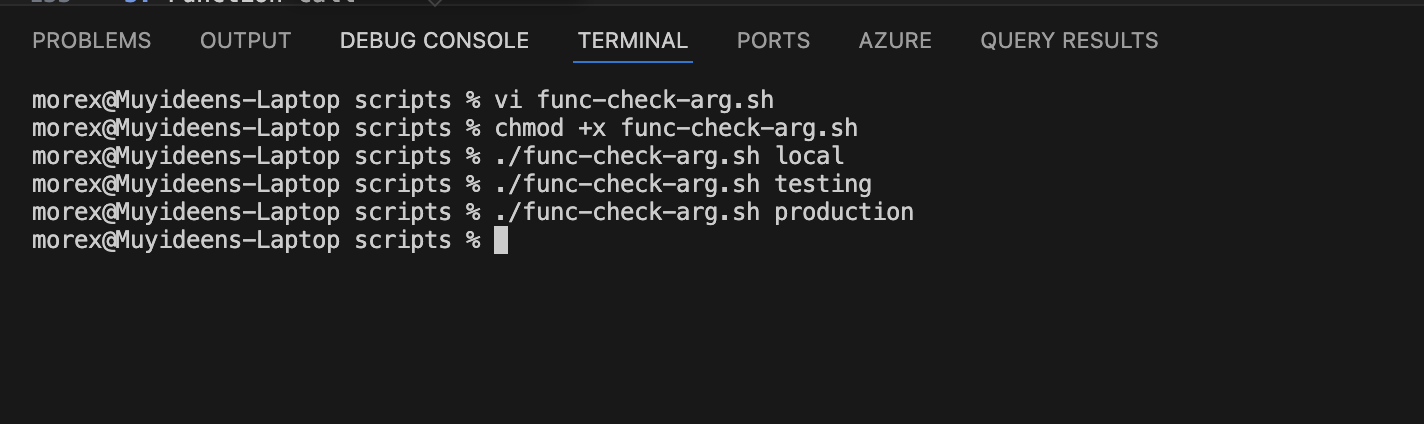 PROBLEMS OUTPUT DEBUG CONSOLE TERMINAL PORTS AZURE QUERY RESULTS
morex@Muyideens-Laptop scripts % vi func-check-arg.sh
morex@Muyideens-Laptop scripts % chmod +x func-check-arg.sh
morex@Muyideens-Laptop scripts % ./func-check-arg.sh local
morex@Muyideens-Laptop scripts % ./func-check-arg.sh testing
morex@Muyideens-Laptop scripts % ./func-check-arg.sh production
morex@Muyideens-Laptop scripts %